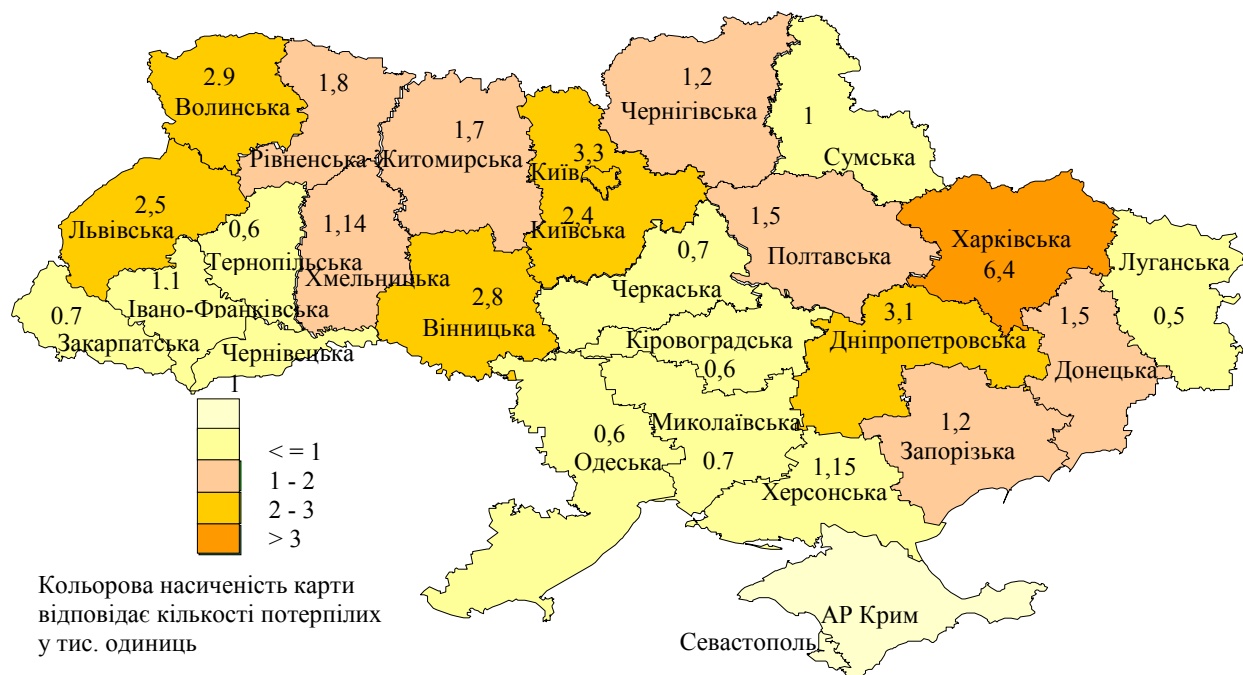 2.9
Волинська
1,8
Рівненська
1,7
Житомирська
3,3
Київ
2,4
Київська
1,2
Чернігівська
1
Сумська
2,5
Львівська
0,6
Тернопільська
1,14
Хмельницька
2,8
Вінницька
0,7
Черкаська
1,5
Полтавська
Харківська
6,4
Луганська
0,5
0.7
Закарпатська
1,1
Івано-Франківська
Чернівецька
1
Кіровоградська
0,6
3,1
Дніпропетровська
1,5
Донецька
0,6
Одеська
Миколаївська
0.7
1,15
Херсонська
1,2
Запорізька
АР Крим
Севастополь
< = 1
1 - 2
2 - 3
> 3
Кольорова насиченість карти
відповідає кількості потерпілих
у тис. одиниць